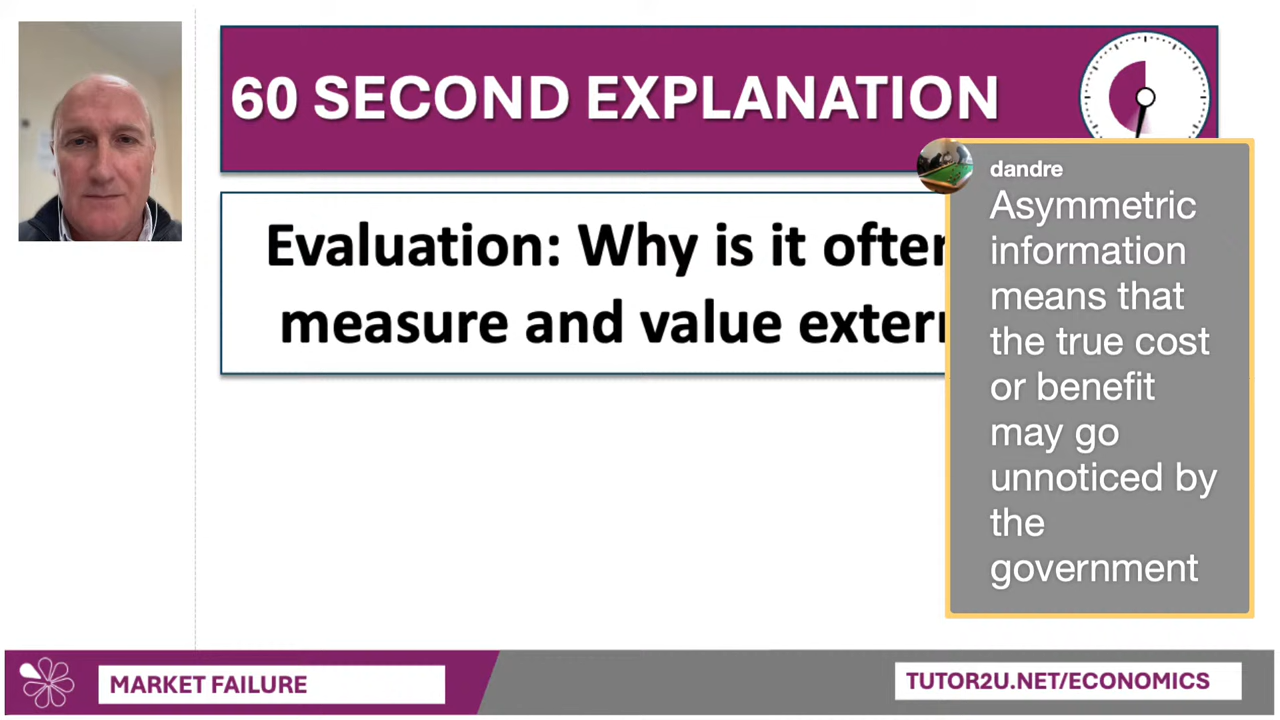 60 SECOND EXPLANATION
Evaluation: Why is it often
measure and value extern
dandre
Asymmetric
information
means that
the true cost
or benefit
may go
unnoticed by
the
government
MARKET FAILURE
TUTOR2U.NET/ECONOMICS